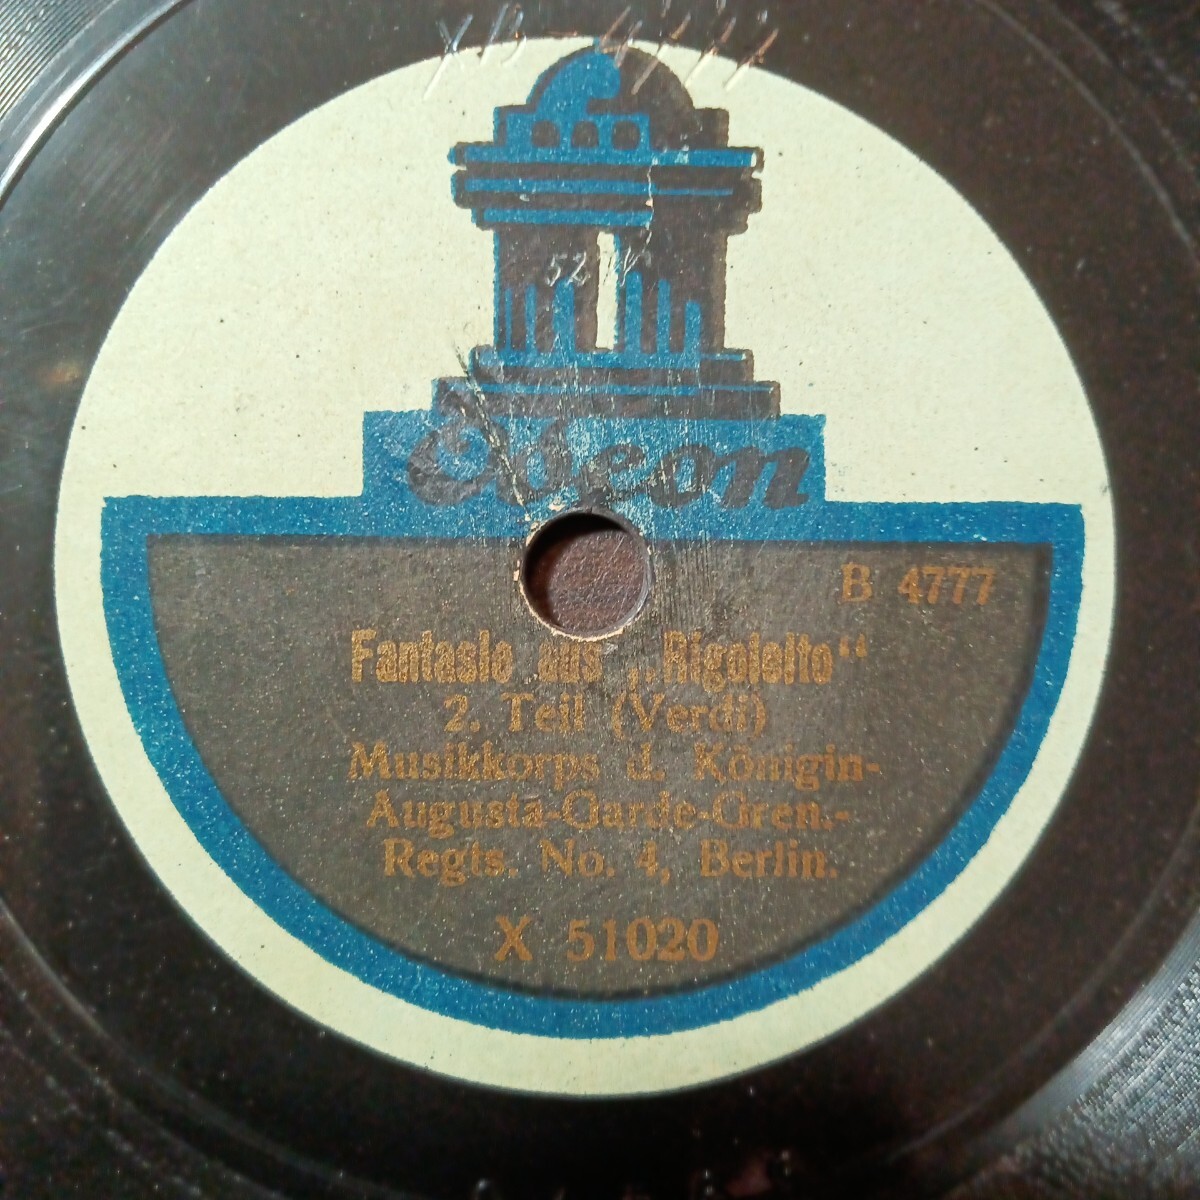 Odeon
B 4777
Fantasie aus „Rigoletto“
2. Teil (Verdi)
Musikkorps d. Königin-
Augusta-Garde-Gren.-
Regts. No. 4, Berlin.
X 51020